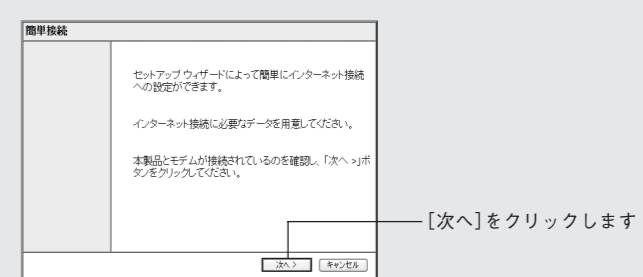 簡単接続
セットアップ ウィザードによって簡単にインターネット接続
への設定ができます。
インターネット接続に必要なデータを用意してください。
本製品とモデムが接続されているのを確認し、「次へ >」ボ
タンをクリックしてください。
[次へ]をクリックします
次へ > キャンセル